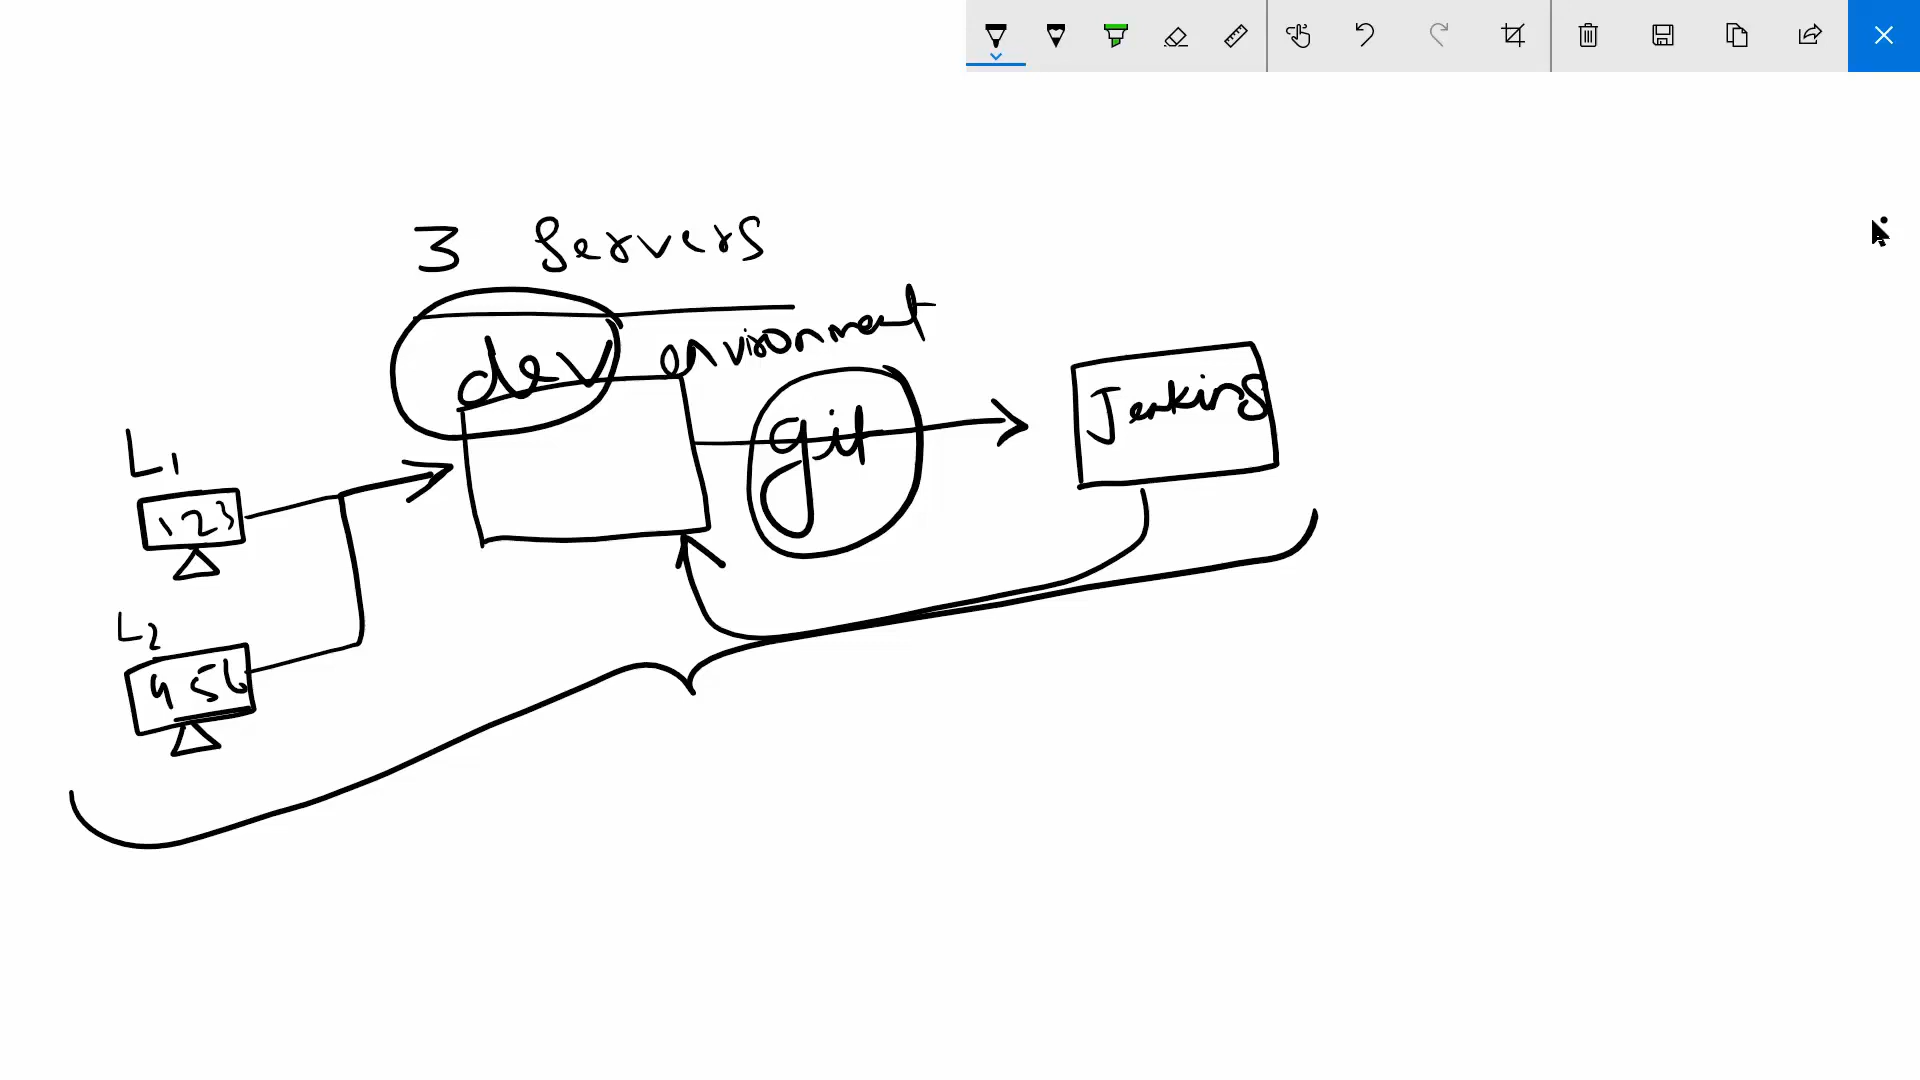 3 Servers
dev environment
git
Jenkins
L1
123
L2
456